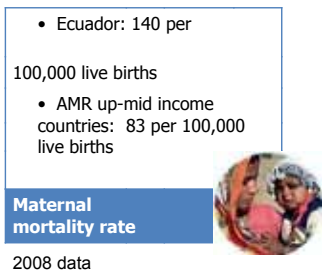 • Ecuador: 140 per
100,000 live births
• AMR up-mid income
countries:  83 per 100,000
live births
Maternal
mortality rate
2008 data